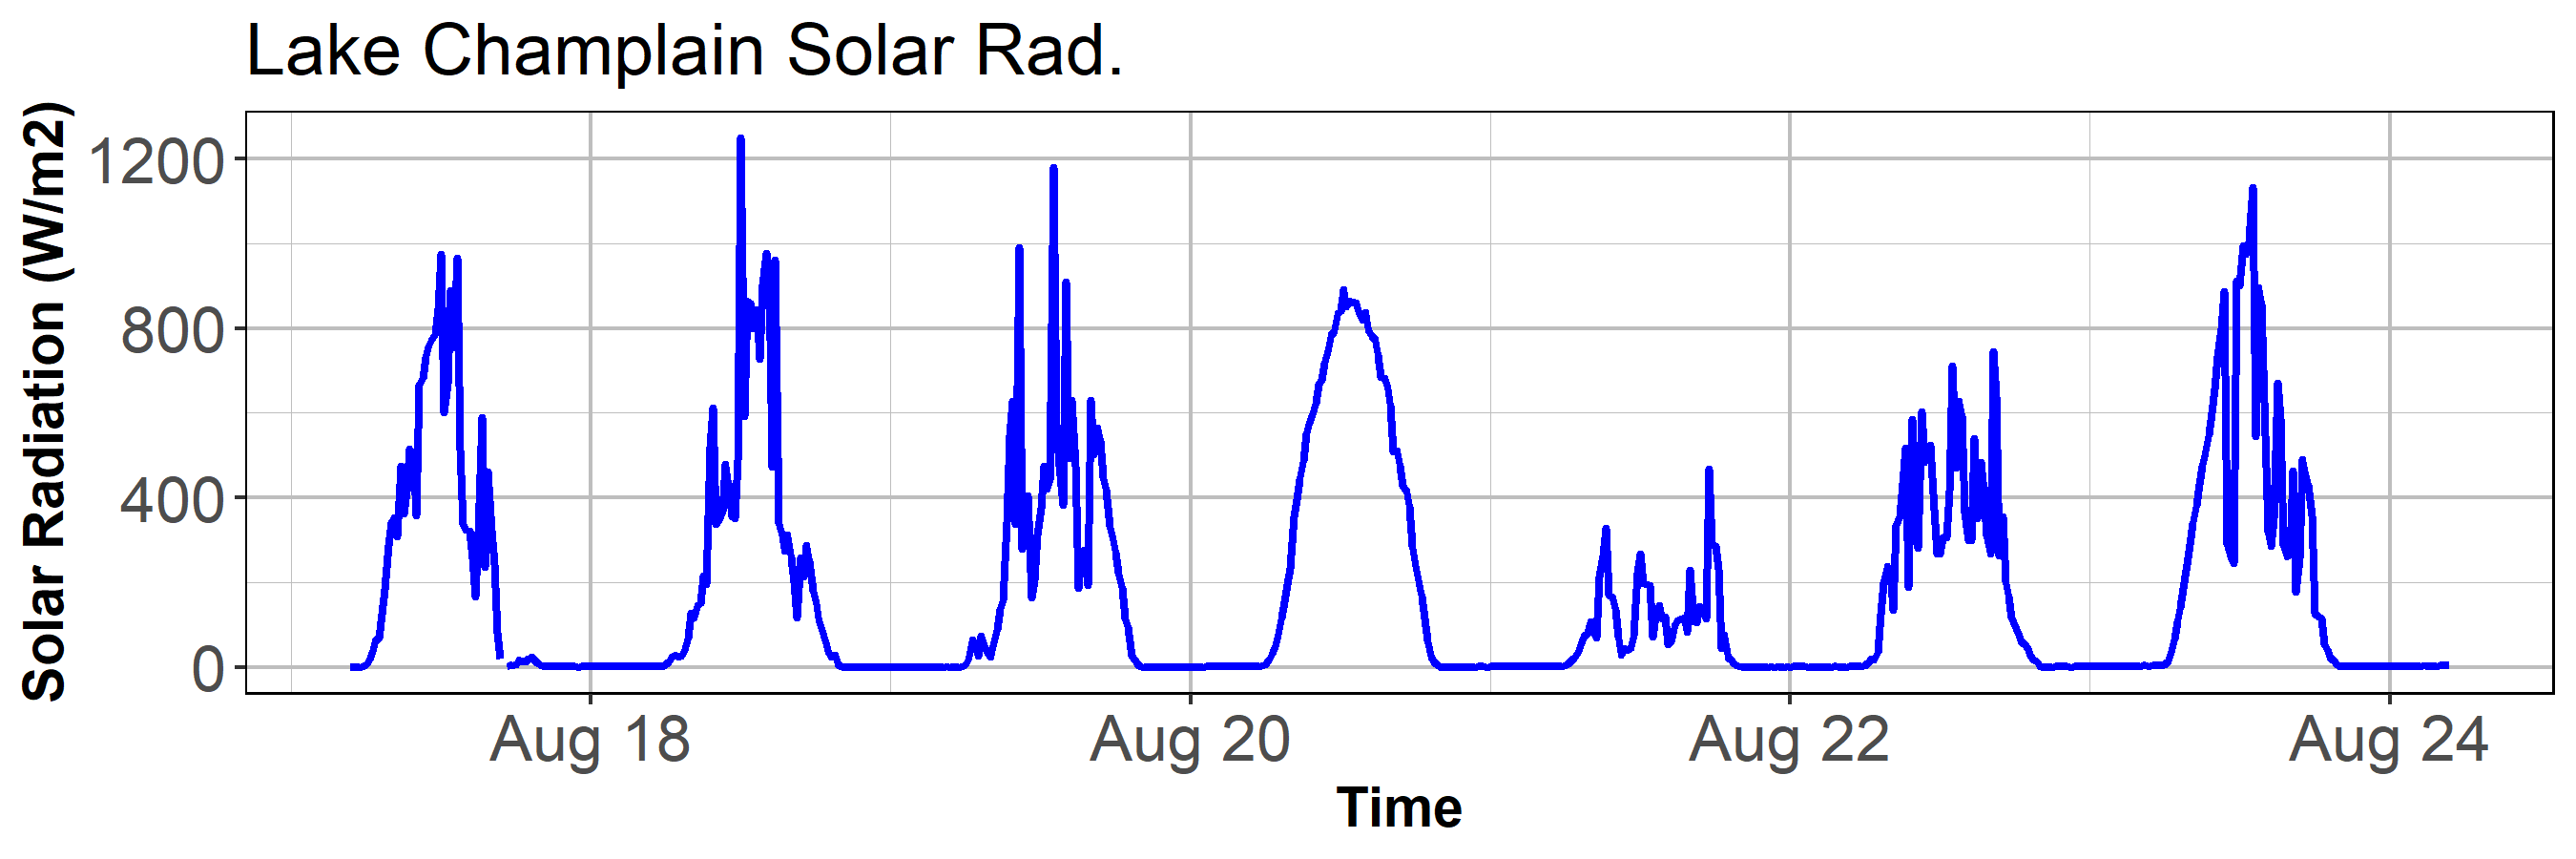 Lake Champlain Solar Rad.
Solar Radiation (W/m2)
1200
800
400
0
Aug 18
Aug 20
Aug 22
Aug 24
Time